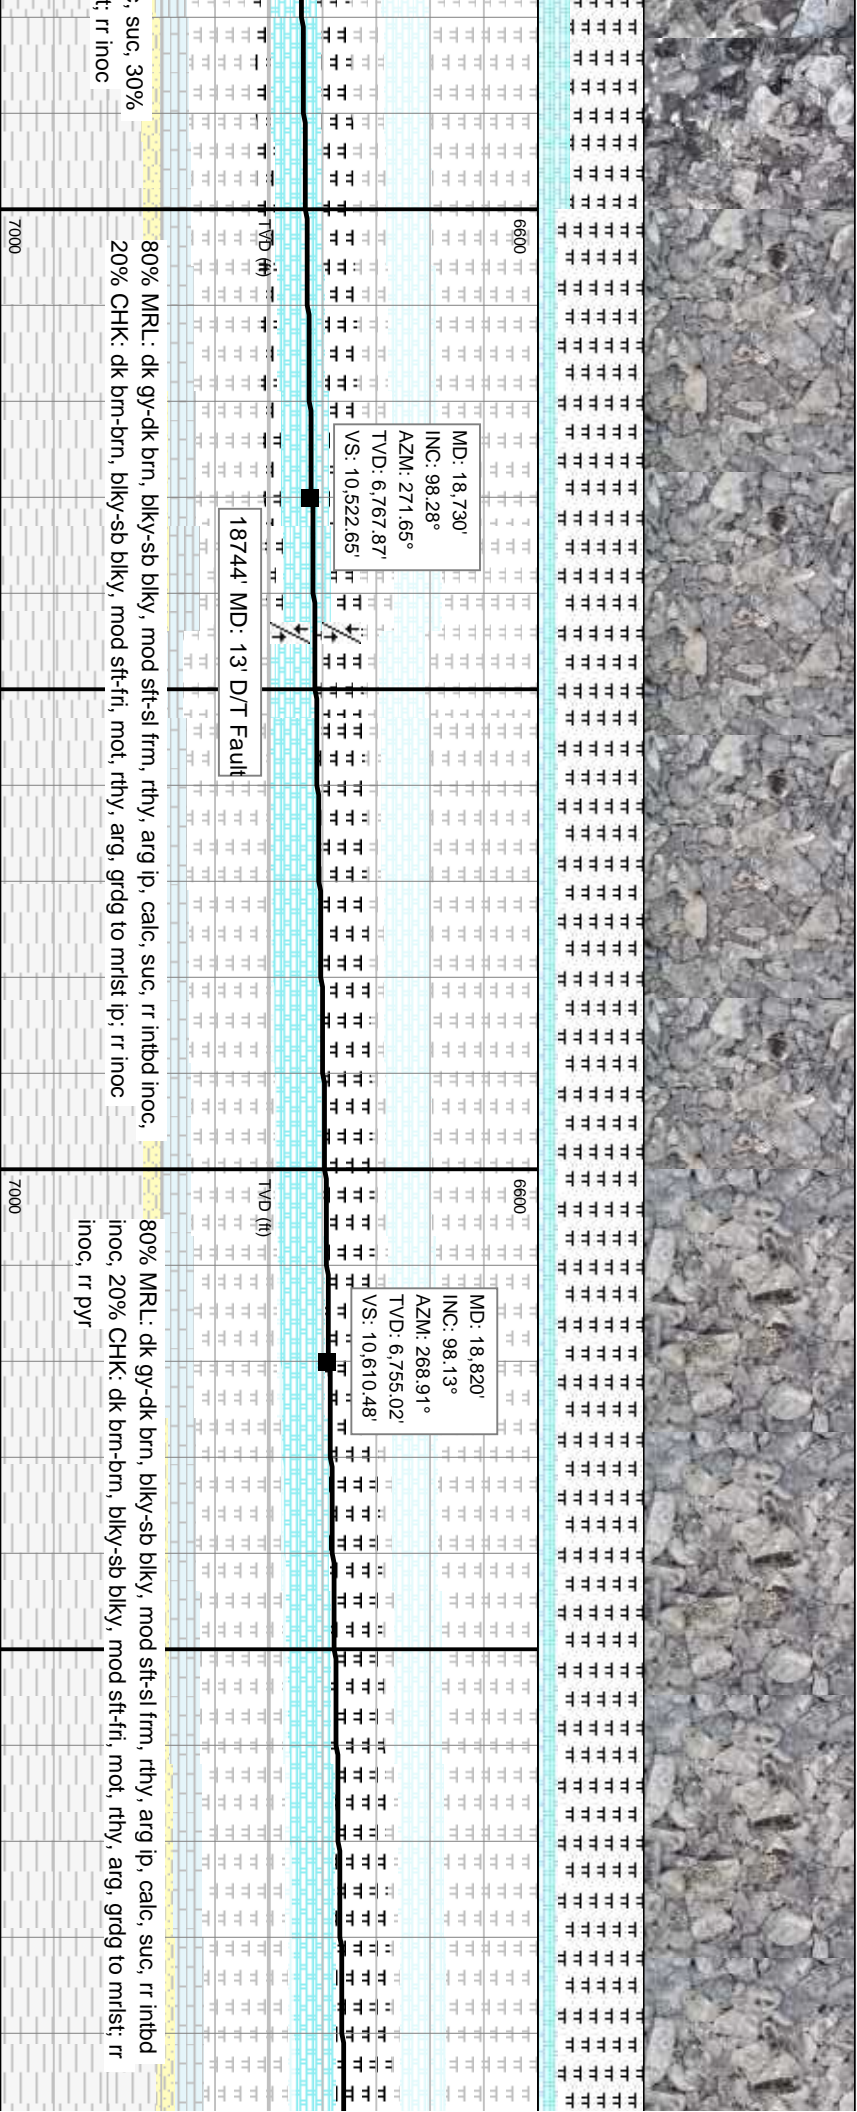 , suc, 30%
t; rr inoc
6600
TVD (ft)
7000
80% MRL: dk gy-dk brn, blky-sb blky, mod sft-sl frm, rthy, arg ip, calc, suc, rr intbd inoc,
20% CHK: dk brn-brn, blky-sb blky, mod sft-fri, mot, rthy, arg, grdg to mrlst ip; rr inoc
MD: 18,730'
INC: 98.28°
AZM: 271.65°
TVD: 6,767.87'
VS: 10,522.65'
18744' MD: 13' D/T Fault
6600
TVD (ft)
7000
80% MRL: dk gy-dk brn, blky-sb blky, mod sft-sl frm, rthy, arg ip, calc, suc, rr intbd
inoc, 20% CHK: dk brn-brn, blky-sb blky, mod sft-fri, mot, rthy, arg, grdg to mrlst; rr
inoc, rr pyr
MD: 18,820'
INC: 98.13°
AZM: 268.91°
TVD: 6,755.02'
VS: 10,610.48'